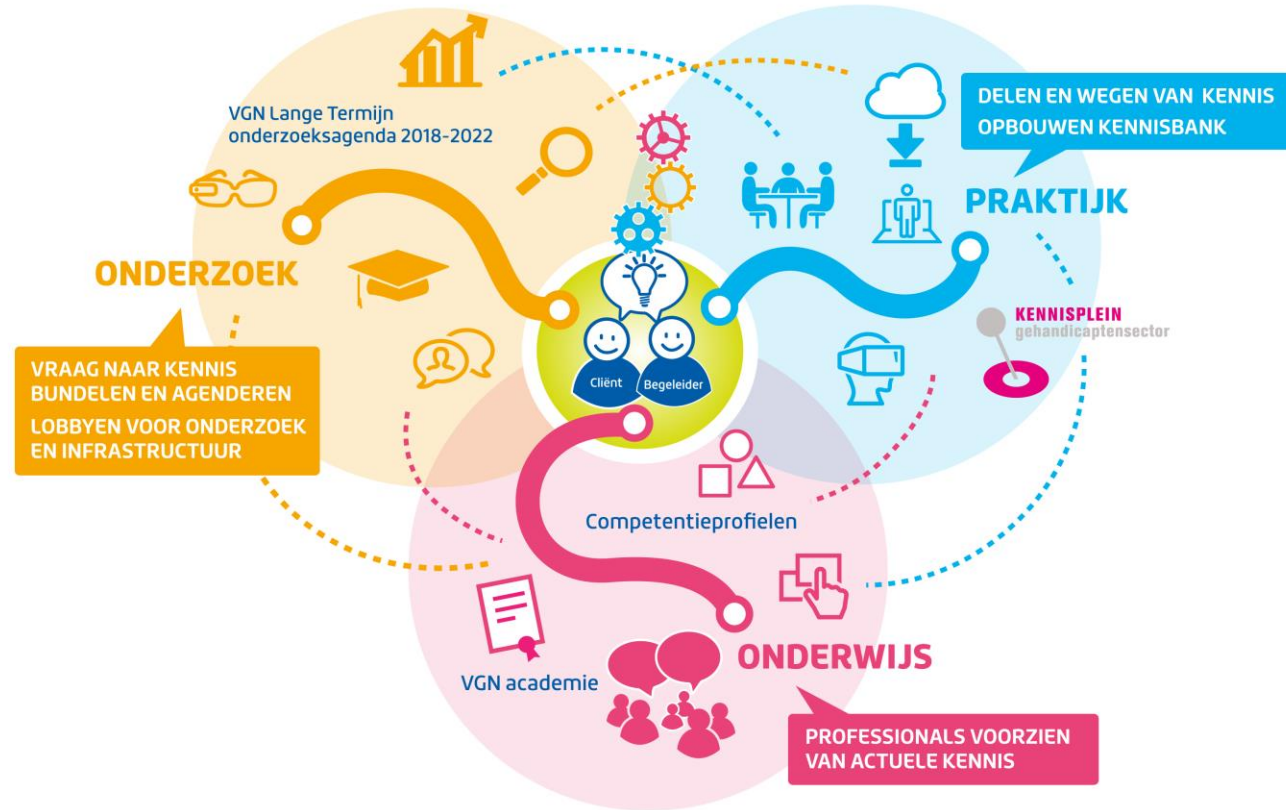 VGN Lange Termijn
onderzoeksagenda 2018-2022
ONDERZOEK
VRAAG NAAR KENNIS
BUNDELEN EN AGENDEREN
LOBBYEN VOOR ONDERZOEK
EN INFRASTRUCTUUR
DELEN EN WEGEN VAN KENNIS
OPBOUWEN KENNISBANK
PRAKTIJK
KENNISPLEIN
gehandicaptensector
Cliënt
Begeleider
Competentieprofielen
VGN academie
ONDERWIJS
PROFESSIONALS VOORZIEN
VAN ACTUELE KENNIS